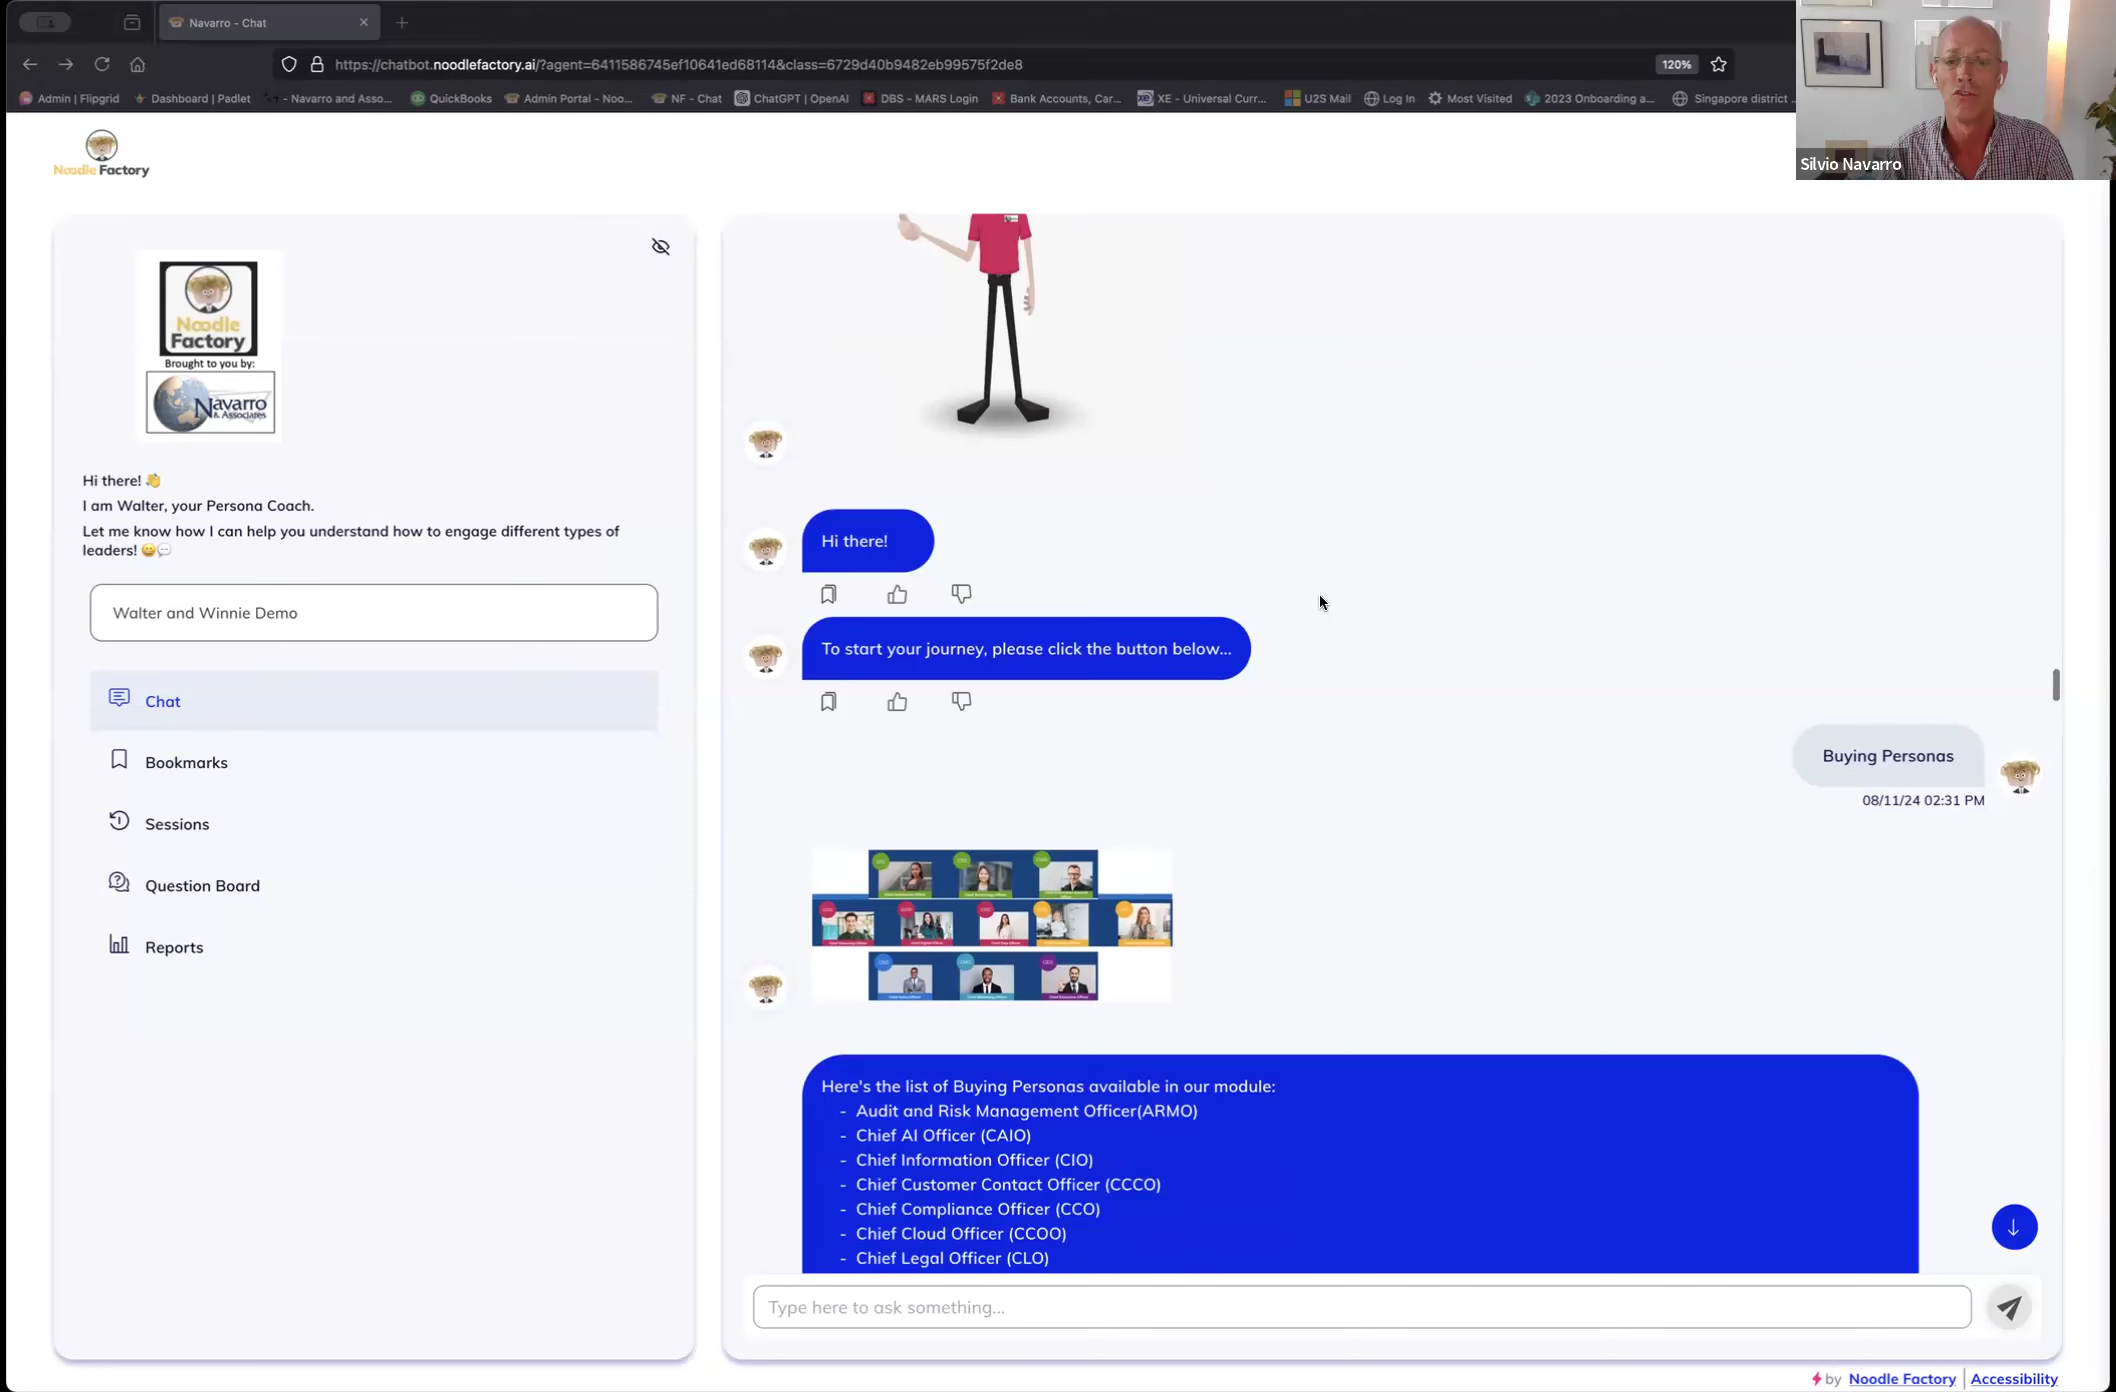 Navarro - Chat
https://chatbot.noodlefactory.ai/?agent=6411586745ef10641ed68114&class=6729d40b9482eb99575f2de8
120%
Admin | Flipgrid
Dashboard | Padlet
- Navarro and Asso...
QuickBooks
Admin Portal - Noo...
NF - Chat
ChatGPT | OpenAI
DBS - MARS Login
Bank Accounts, Car...
XE - Universal Curr...
U2S Mail
Log In
Most Visited
2023 Onboarding a...
Singapore district ...
Silvio Navarro
Noodle Factory
Noodle
Factory
Brought to you by:
Navarro
& Associates
Hi there! 👋
I am Walter, your Persona Coach.
Let me know how I can help you understand how to engage different types of
leaders! 😀💬
Walter and Winnie Demo
Chat
Bookmarks
Sessions
Question Board
Reports
Hi there!
To start your journey, please click the button below...
Buying Personas
08/11/24 02:31 PM
Here's the list of Buying Personas available in our module:
- Audit and Risk Management Officer(ARMO)
- Chief AI Officer (CAIO)
- Chief Information Officer (CIO)
- Chief Customer Contact Officer (CCCO)
- Chief Compliance Officer (CCO)
- Chief Cloud Officer (CCOO)
- Chief Legal Officer (CLO)
Type here to ask something...
by Noodle Factory | Accessibility